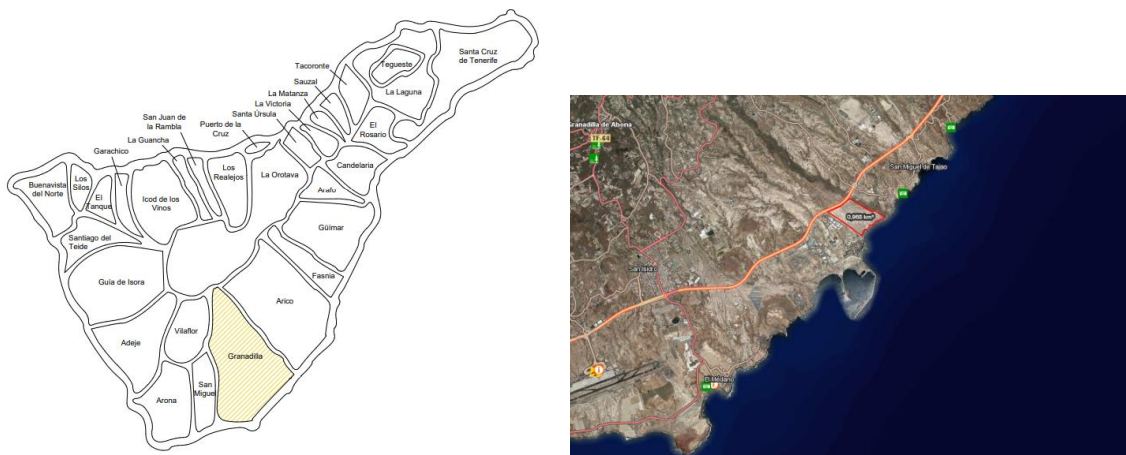 Santa Cruz
de Tenerife
Tegueste
Tacoronte
La Laguna
Sauzal
La Matanza
La Victoria
Santa Úrsula
El
Rosario
San Juan de
la Rambla
Puerto de la
Cruz
La Guancha
Garachico
Candelaria
Los
Realejos
La Orotava
Arafo
Buenavista
del Norte
Los
Silos
El
Tanque
Icod de los
Vinos
Güímar
Santiago del
Teide
Fasnia
Guía de Isora
Arico
Vilaflor
Adeje
Granadilla
San
Miguel
Arona
Granadilla de Abona
TF-64
San Miguel de Tajao
0,968 km²
San Isidro
El Médano